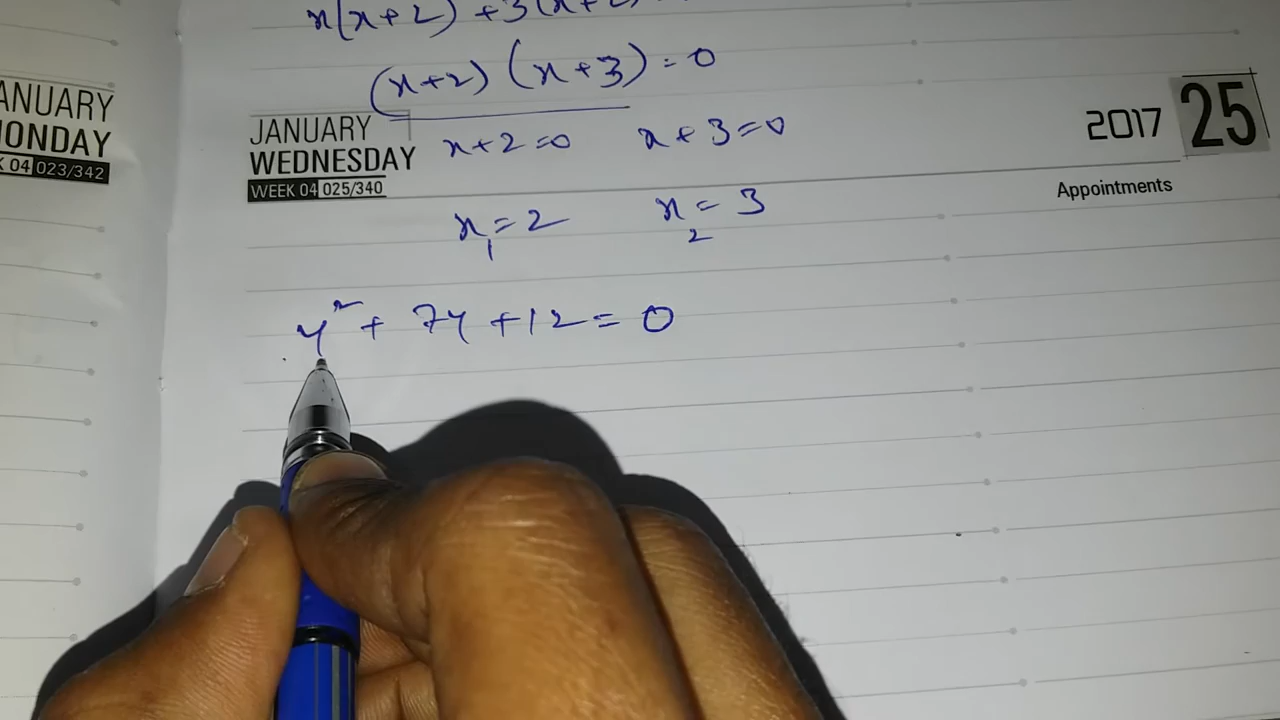 x(x+2) +3(x+2)
(x+2) (x+3) = 0
ANUARY
MONDAY
K 04 023/342
JANUARY
WEDNESDAY
WEEK 04 025/340
2017 25
Appointments
x+2=0 x+3=0
x₁=2 x₂=3
y²+ 7y +12= 0